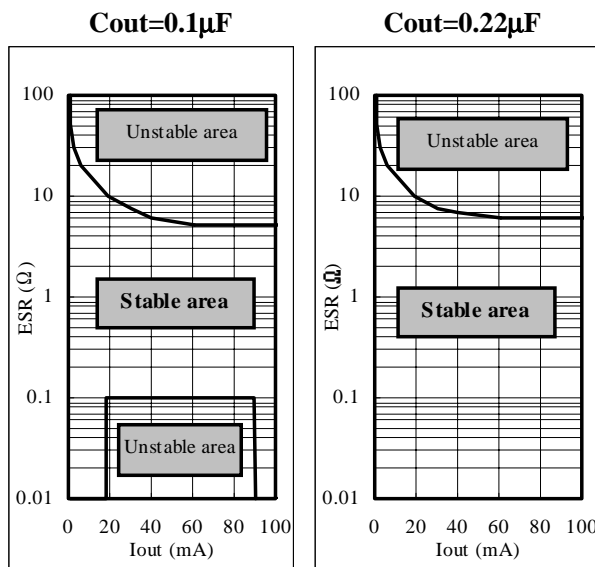 Cout=0.1µF
100
10
1
0.1
0.01
ESR (Ω)
Unstable area
Stable area
Unstable area
0 20 40 60 80 100
Iout (mA)
Cout=0.22µF
100
10
1
0.1
0.01
ESR (Ω)
Unstable area
Stable area
0 20 40 60 80 100
Iout (mA)